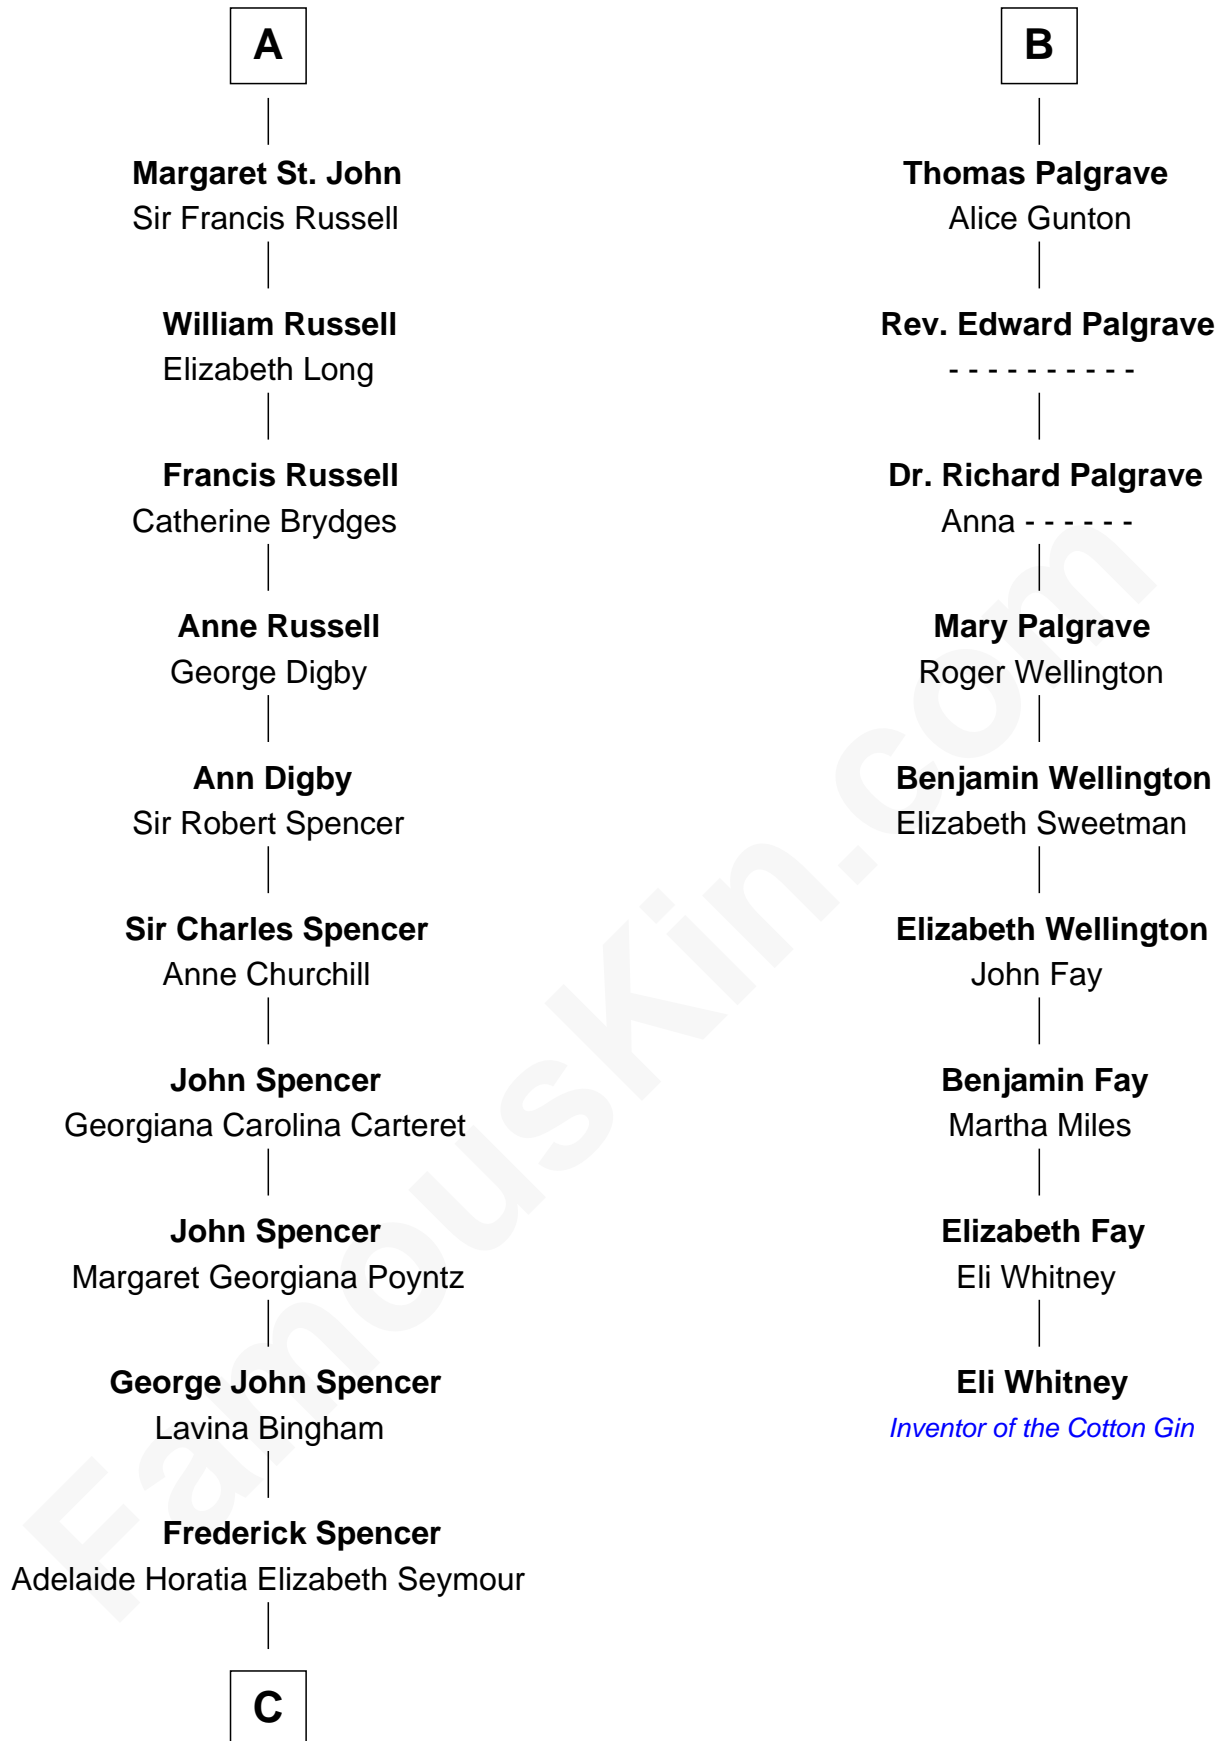 A
Margaret St. John
Sir Francis Russell
William Russell
Elizabeth Long
Francis Russell
Catherine Brydges
Anne Russell
George Digby
Ann Digby
Sir Robert Spencer
Sir Charles Spencer
Anne Churchill
John Spencer
Georgiana Carolina Carteret
John Spencer
Margaret Georgiana Poyntz
George John Spencer
Lavina Bingham
Frederick Spencer
Adelaide Horatia Elizabeth Seymour
C
B
Thomas Palgrave
Alice Gunton
Rev. Edward Palgrave
- - - - - - - - - -
Dr. Richard Palgrave
Anna - - - - - -
Mary Palgrave
Roger Wellington
Benjamin Wellington
Elizabeth Sweetman
Elizabeth Wellington
John Fay
Benjamin Fay
Martha Miles
Elizabeth Fay
Eli Whitney
Eli Whitney
Inventor of the Cotton Gin
FamousKin.com